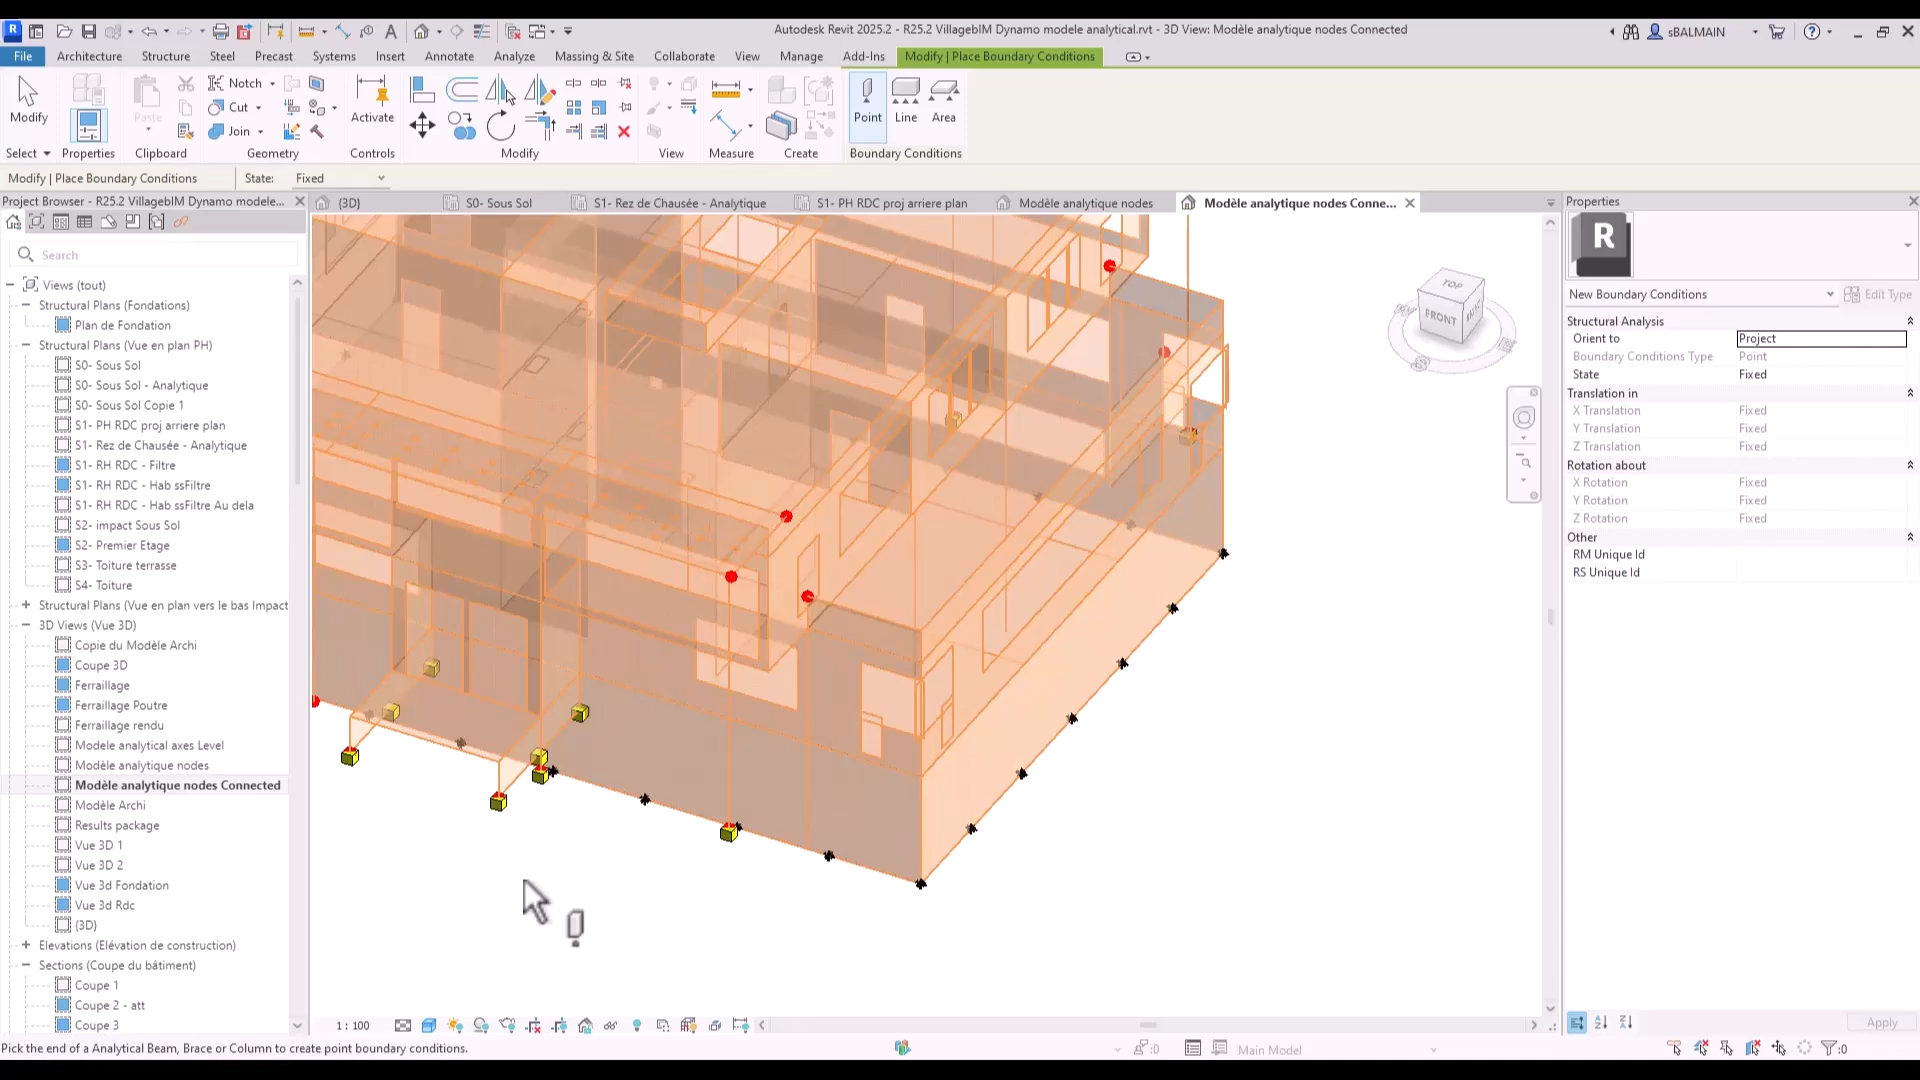 Autodesk Revit 2025.2 - R25.2 VillagebIM Dynamo modele analytical.rvt - 3D View: Modèle analytique nodes Connected
sBALMAIN
File Architecture Structure Steel Precast Systems Insert Annotate Analyze Massing & Site Collaborate View Manage Add-Ins Modify | Place Boundary Conditions
Modify
Paste
Notch
Cut
Join
Activate
Point Line Area
Select Properties Clipboard Geometry Controls Modify View Measure Create Boundary Conditions
Modify | Place Boundary Conditions State: Fixed
Project Browser - R25.2 VillagebIM Dynamo modele...
{3D} S0- Sous Sol S1- Rez de Chausée - Analytique S1- PH RDC proj arriere plan Modèle analytique nodes Modèle analytique nodes Conne...
Search
Views (tout)
Structural Plans (Fondations)
Plan de Fondation
Structural Plans (Vue en plan PH)
S0- Sous Sol
S0- Sous Sol - Analytique
S0- Sous Sol Copie 1
S1- PH RDC proj arriere plan
S1- Rez de Chausée - Analytique
S1- RH RDC - Filtre
S1- RH RDC - Hab ssFiltre
S1- RH RDC - Hab ssFiltre Au dela
S2- impact Sous Sol
S2- Premier Etage
S3- Toiture terrasse
S4- Toiture
Structural Plans (Vue en plan vers le bas Impact
3D Views (Vue 3D)
Copie du Modèle Archi
Coupe 3D
Ferraillage
Ferraillage Poutre
Ferraillage rendu
Modele analytical axes Level
Modèle analytique nodes
Modèle analytique nodes Connected
Modèle Archi
Results package
Vue 3D 1
Vue 3D 2
Vue 3d Fondation
Vue 3d Rdc
{3D}
Elevations (Elévation de construction)
Sections (Coupe du bâtiment)
Coupe 1
Coupe 2 - att
Coupe 3
TOP
FRONT
1 : 100
Properties
R
New Boundary Conditions Edit Type
Structural Analysis
Orient to Project
Boundary Conditions Type Point
State Fixed
Translation in
X Translation Fixed
Y Translation Fixed
Z Translation Fixed
Rotation about
X Rotation Fixed
Y Rotation Fixed
Z Rotation Fixed
Other
RM Unique Id
RS Unique Id
Apply
Pick the end of a Analytical Beam, Brace or Column to create point boundary conditions.
:0 Main Model :0